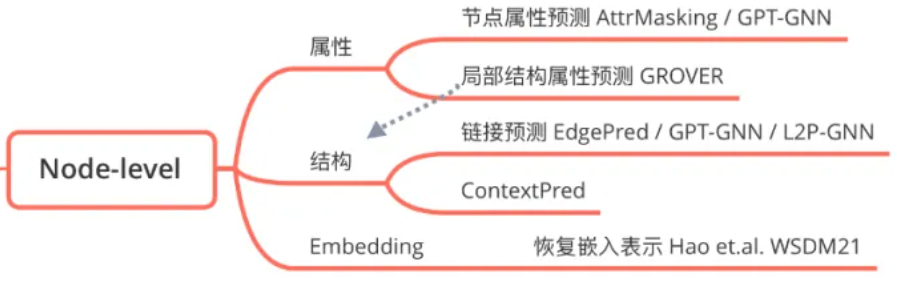 节点属性预测 AttrMasking / GPT-GNN
属性
局部结构属性预测 GROVER
链接预测 EdgePred / GPT-GNN / L2P-GNN
Node-level
结构
ContextPred
Embedding
恢复嵌入表示 Hao et.al. WSDM21